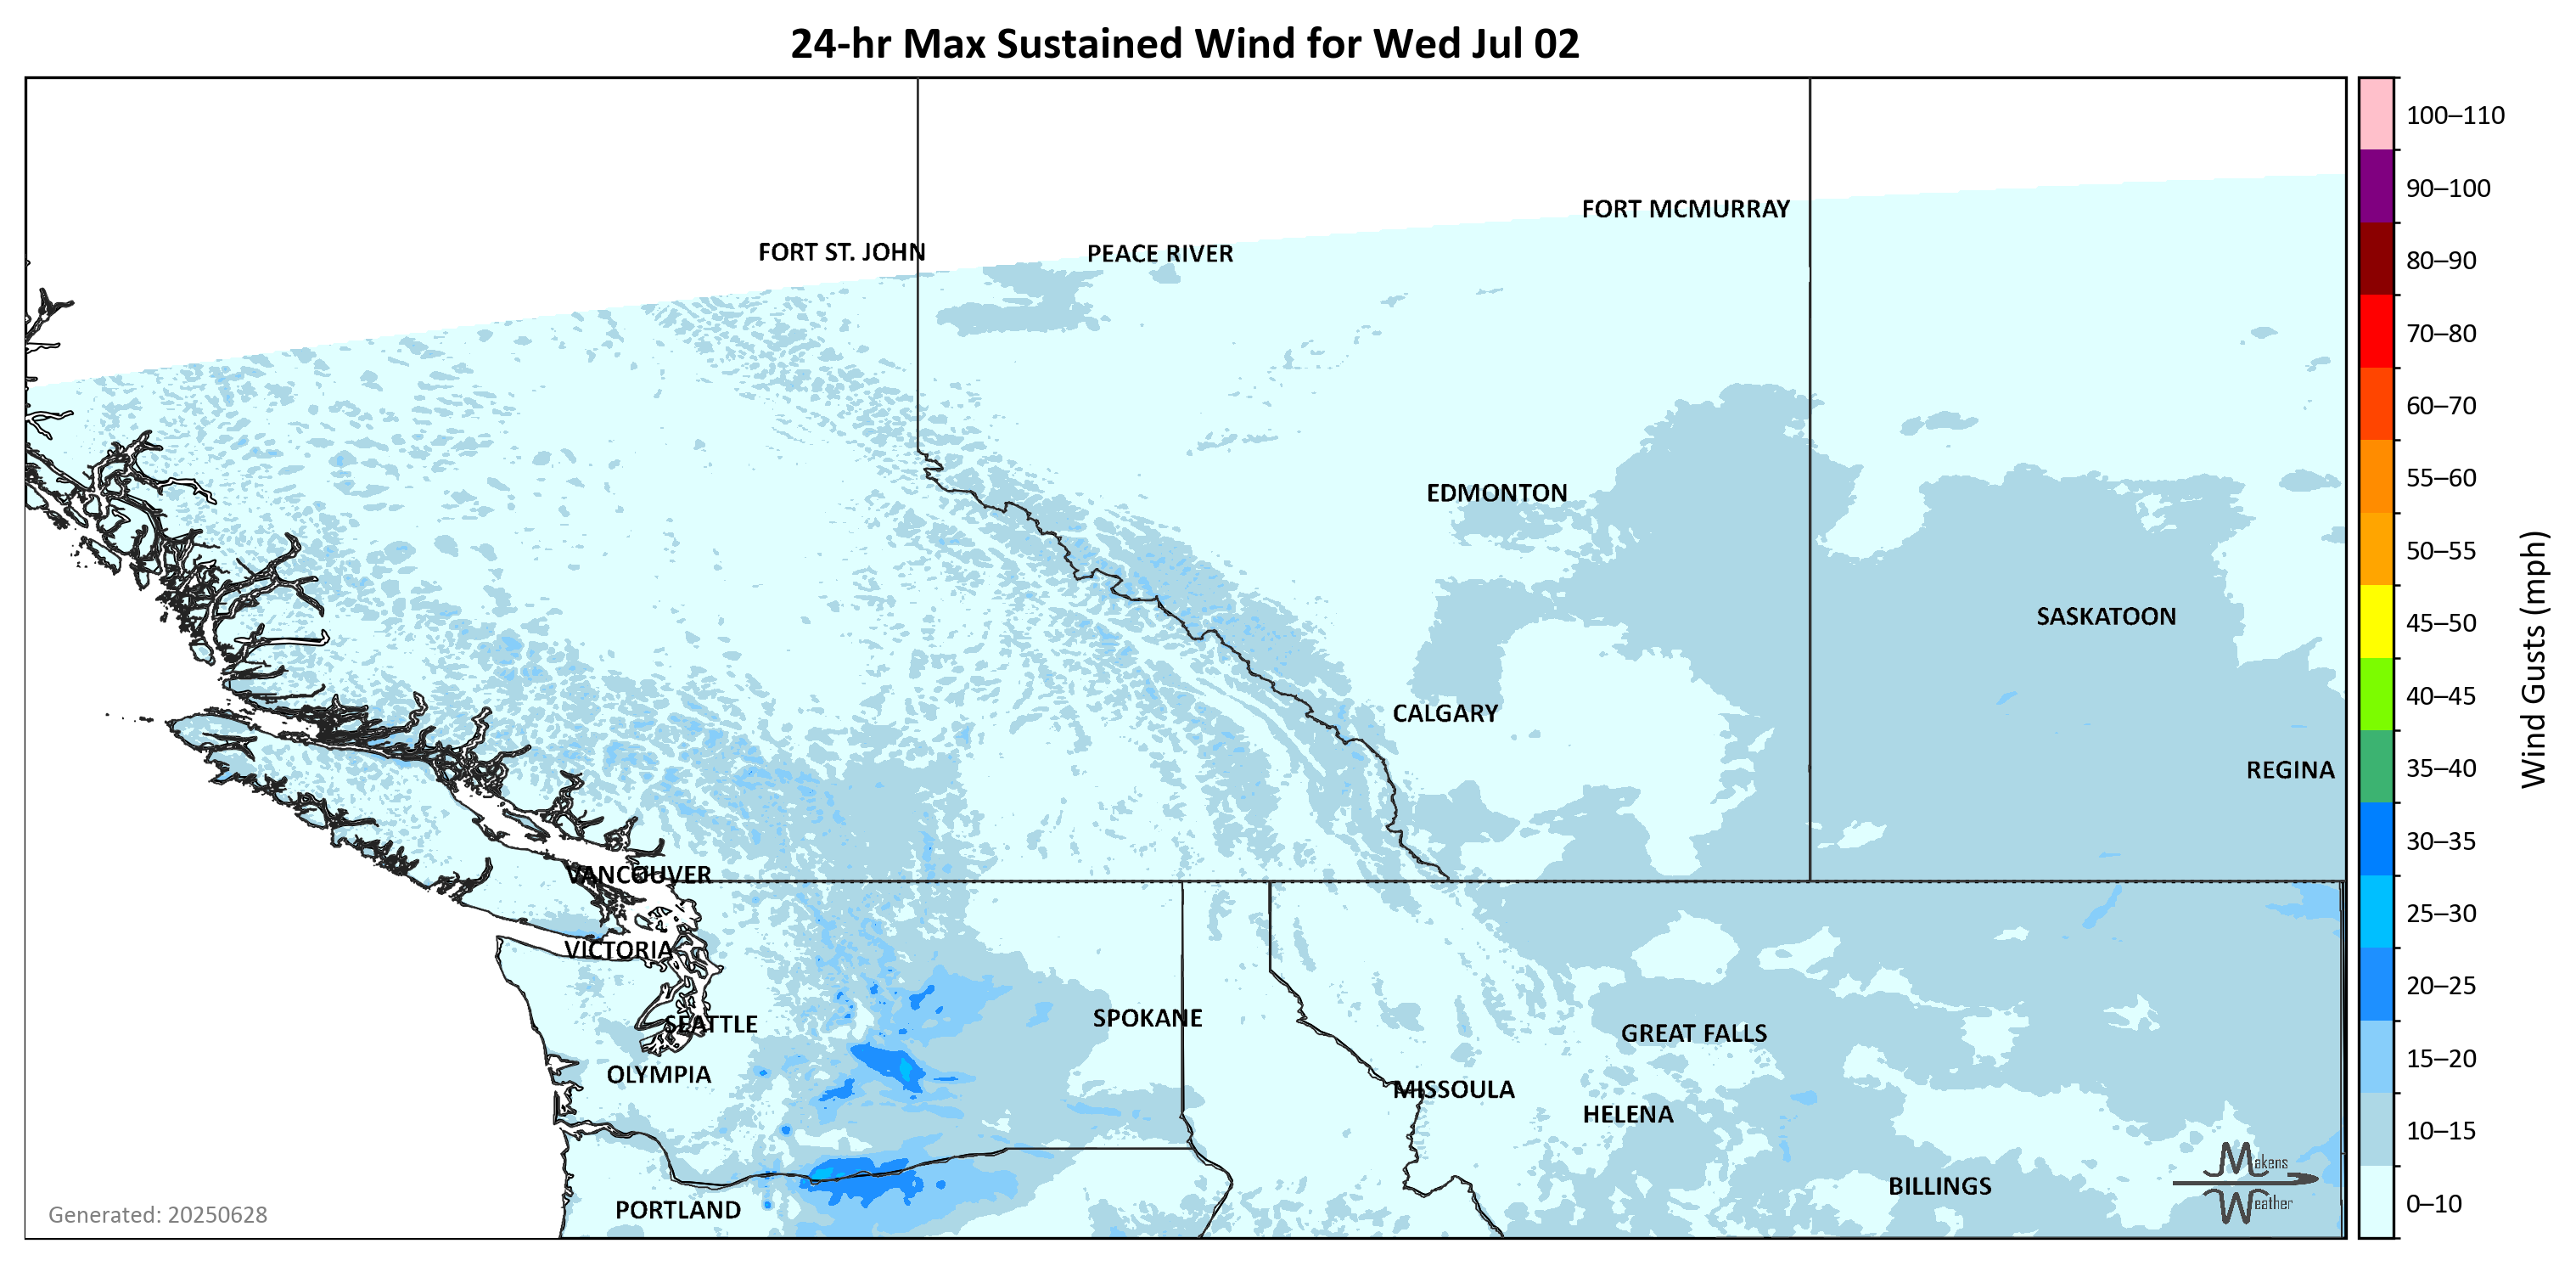 24-hr Max Sustained Wind for Wed Jul 02
FORT MCMURRAY
FORT ST. JOHN
PEACE RIVER
EDMONTON
SASKATOON
CALGARY
REGINA
VANCOUVER
VICTORIA
SEATTLE
SPOKANE
GREAT FALLS
OLYMPIA
MISSOULA
HELENA
BILLINGS
PORTLAND
Makens
Weather
Generated: 20250628
100–110
90–100
80–90
70–80
60–70
55–60
50–55
45–50
40–45
35–40
30–35
25–30
20–25
15–20
10–15
0–10
Wind Gusts (mph)